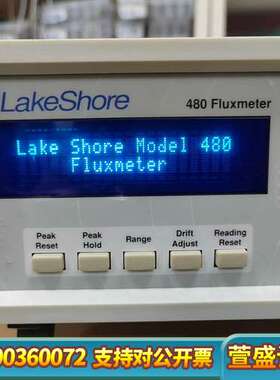 LakeShore
480 Fluxmeter
Lake Shore Model 480
Fluxmeter
Peak Reset
Peak Hold
Range
Drift Adjust
Reading Reset
00360072 支持对公开票
萱盛